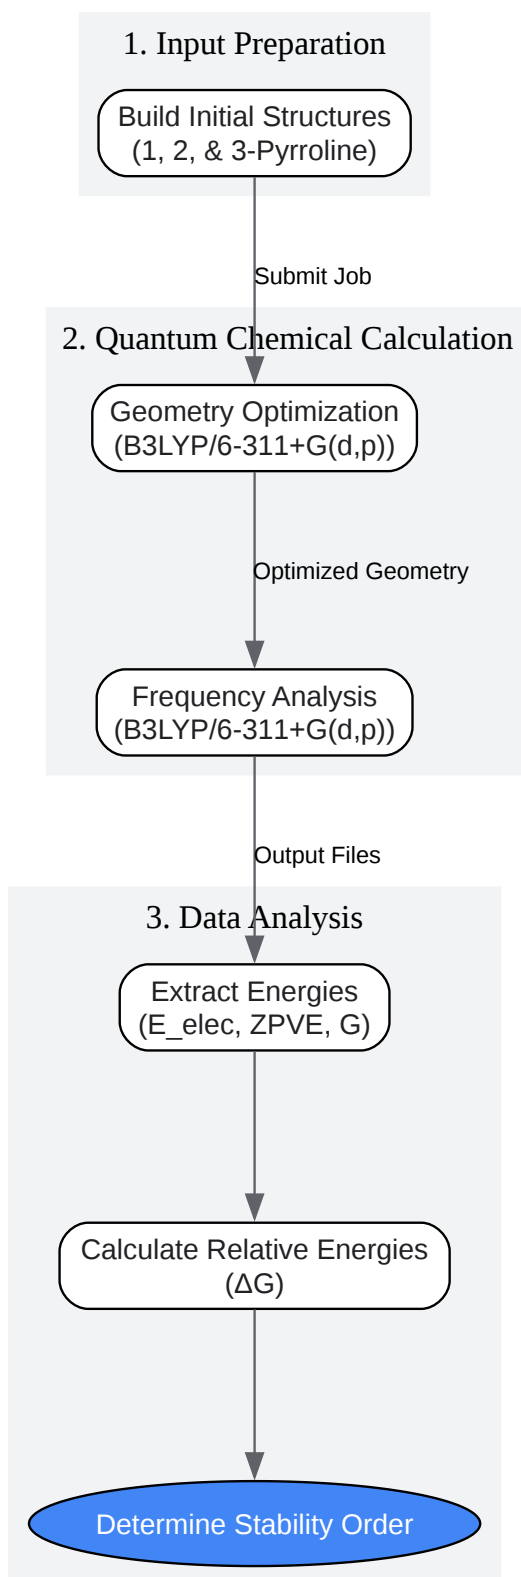 1. Input Preparation
Build Initial Structures
(1, 2, & 3-Pyrroline)
Submit Job
2. Quantum Chemical Calculation
Geometry Optimization
(B3LYP/6-311+G(d,p))
Optimized Geometry
Frequency Analysis
(B3LYP/6-311+G(d,p))
Output Files
3. Data Analysis
Extract Energies
(E_elec, ZPVE, G)
Calculate Relative Energies
(ΔG)
Determine Stability Order